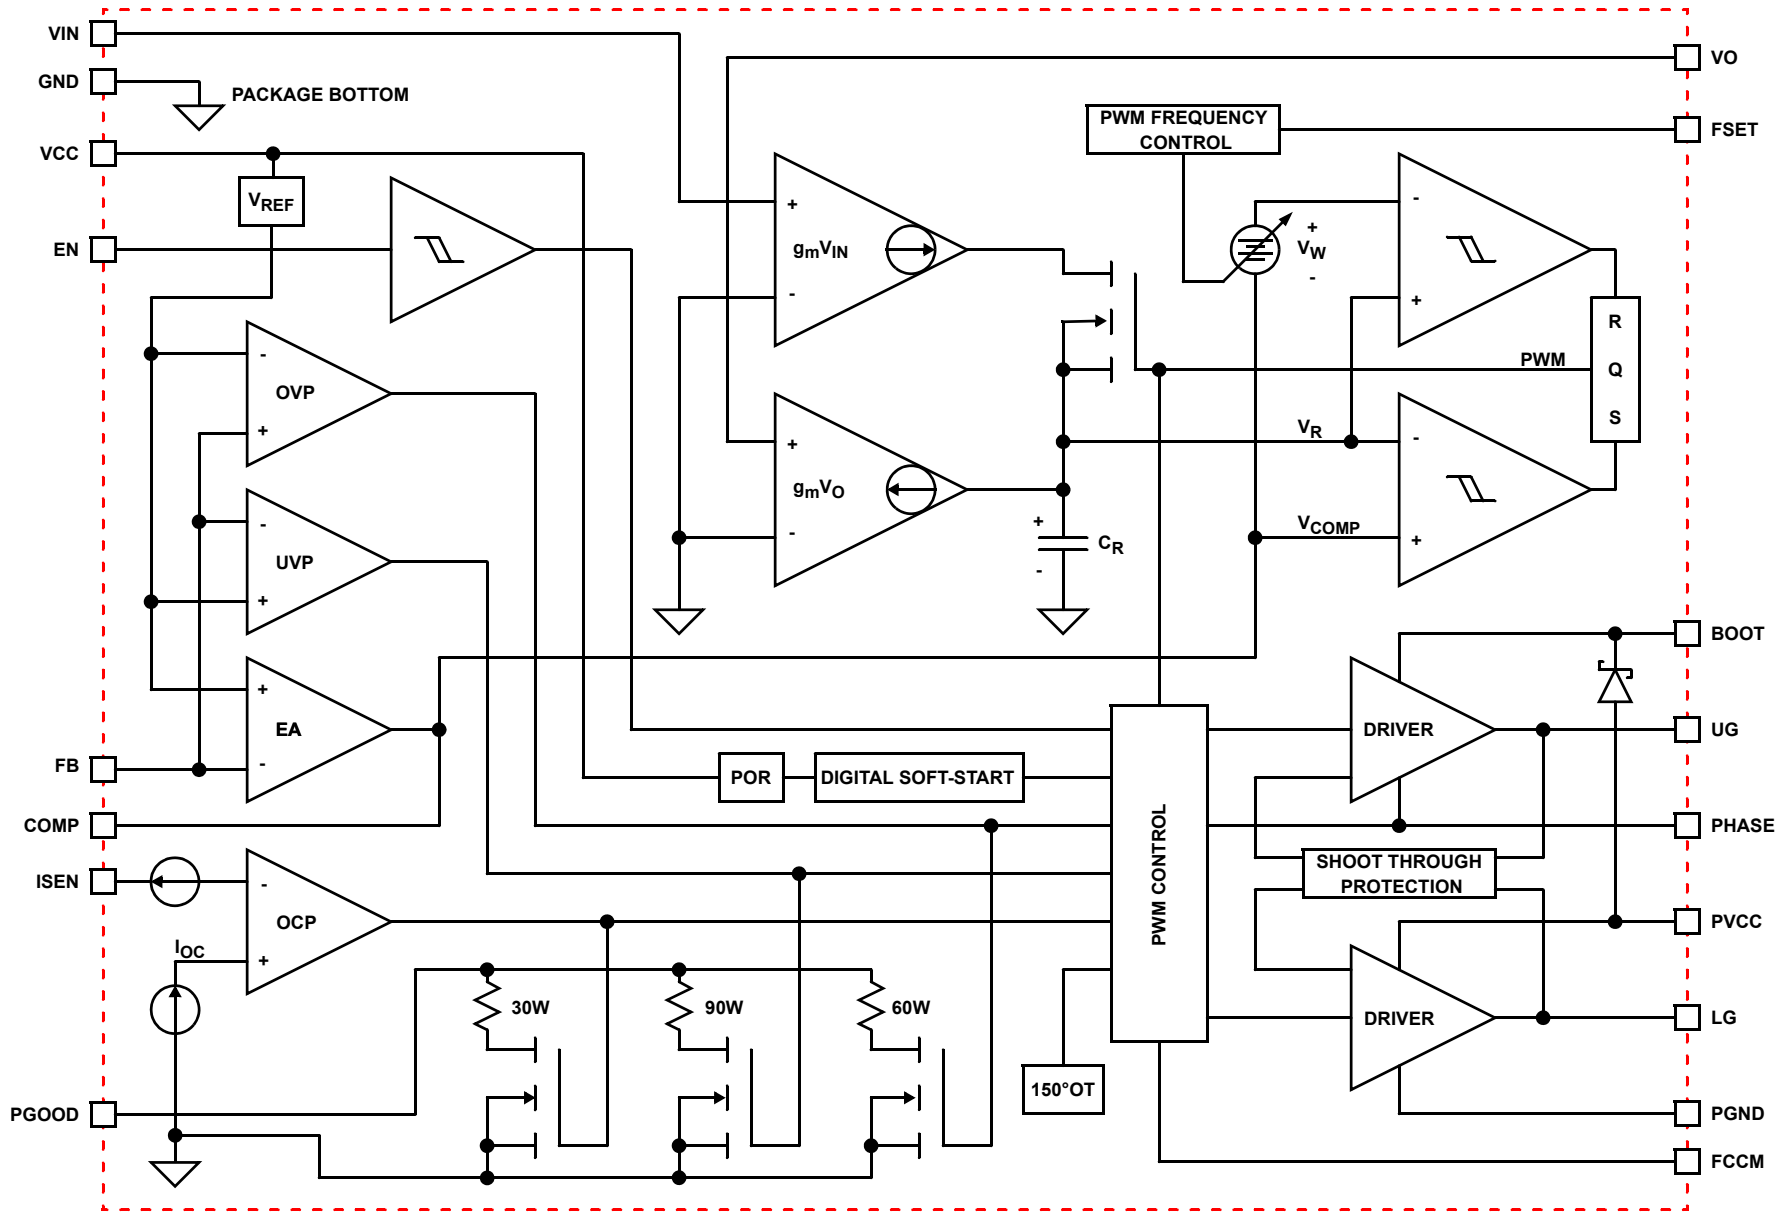 VIN
GND
PACKAGE BOTTOM
VCC
VREF
EN
OVP
-
+
UVP
-
+
EA
+
-
FB
COMP
ISEN
OCP
-
+
IOC
PGOOD
30W
90W
60W
gmVIN
+
-
gmVO
+
-
+
CR
-
PWM FREQUENCY
CONTROL
+
VW
-
-
+
R
Q
S
PWM
VR
-
VCOMP
+
POR
DIGITAL SOFT-START
PWM CONTROL
150°OT
DRIVER
SHOOT THROUGH
PROTECTION
DRIVER
VO
FSET
BOOT
UG
PHASE
PVCC
LG
PGND
FCCM